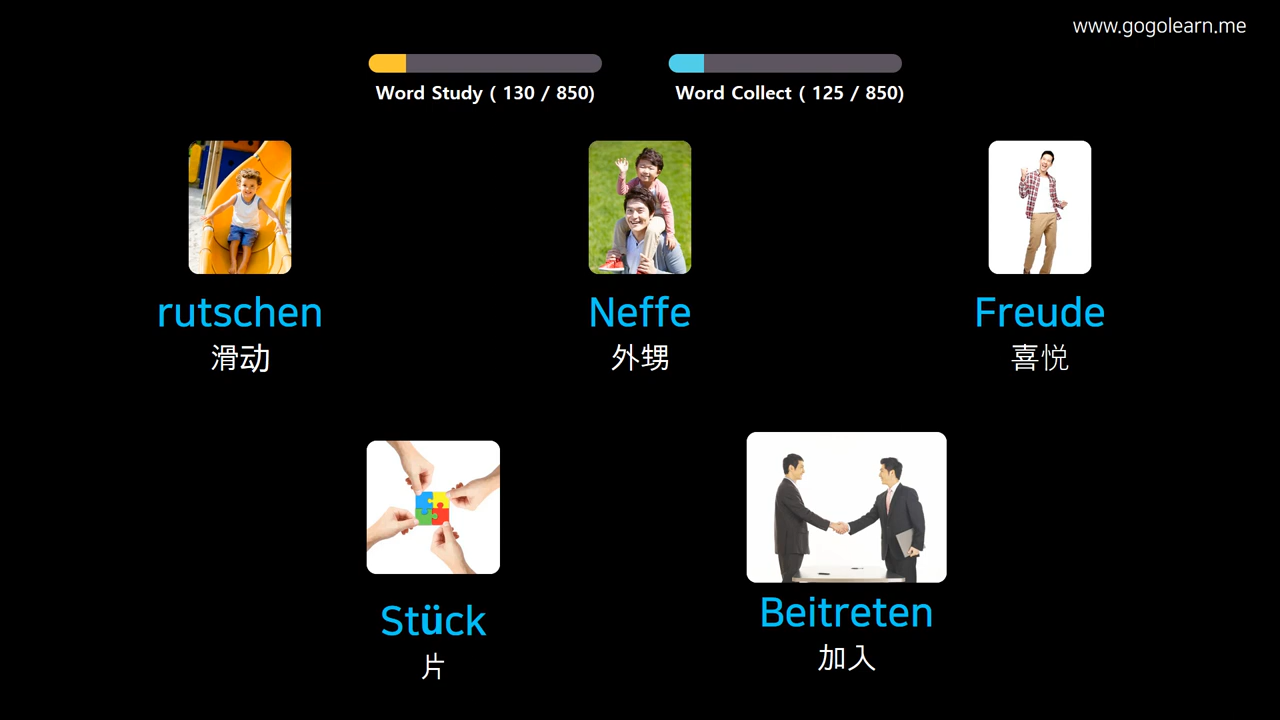 www.gogolearn.me
Word Study ( 130 / 850)
Word Collect ( 125 / 850)
rutschen
滑动
Neffe
外甥
Freude
喜悦
Stück
片
Beitreten
加入